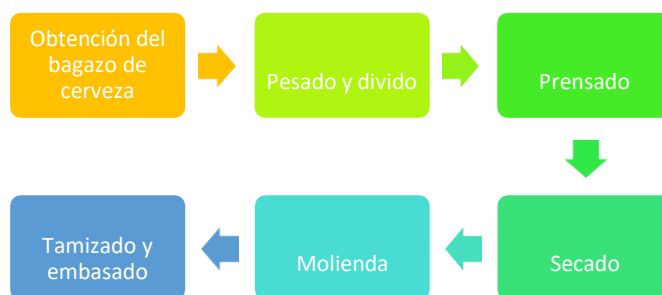 Obtención del
bagazo de
cerveza
Pesado y divido
Prensado
Secado
Molienda
Tamizado y
embasado